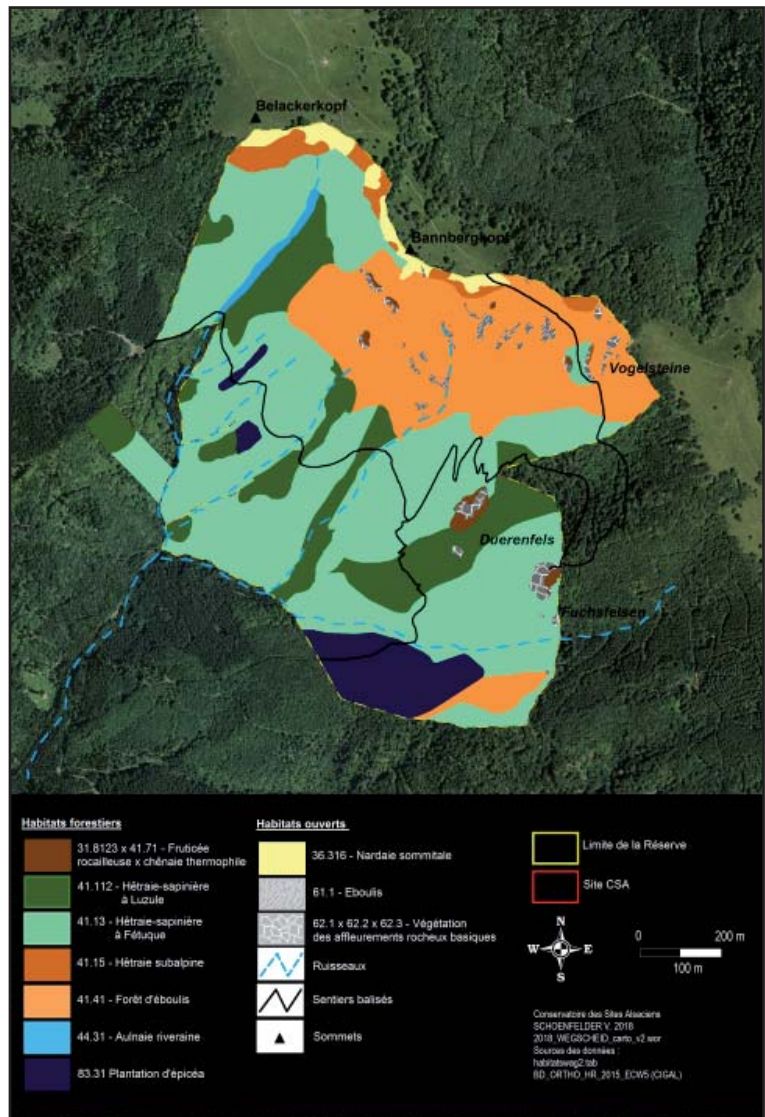 Belackerkopf
Bannbergkopf
Vogelsteine
Duerenfels
Fuchsfelsen
Habitats forestiers
31.8123 x 41.71 - Fruticée
rocailleuse x chênaie thermophile
41.112 - Hêtraie-sapinière
à Luzule
41.13 - Hêtraie-sapinière
à Fétuque
41.15 - Hêtraie subalpine
41.41 - Forêt d'éboulis
44.31 - Aulnaie riveraine
83.31 Plantation d'épicéa
Habitats ouverts
36.316 - Nardaie sommitale
61.1 - Eboulis
62.1 x 62.2 x 62.3 - Végétation
des affleurements rocheux basiques
Ruisseaux
Sentiers balisés
Sommets
Limite de la Réserve
Site CSA
N
W E
S
0 200 m
100 m
Conservatoire des Sites Alsaciens
SCHOENFELDER V. 2018
2018_WEGSCHEID_carto_v2.wor
Sources des données :
habitatsweg2.tab
BD_ORTHO_HR_2015_ECW5 (CIGAL)